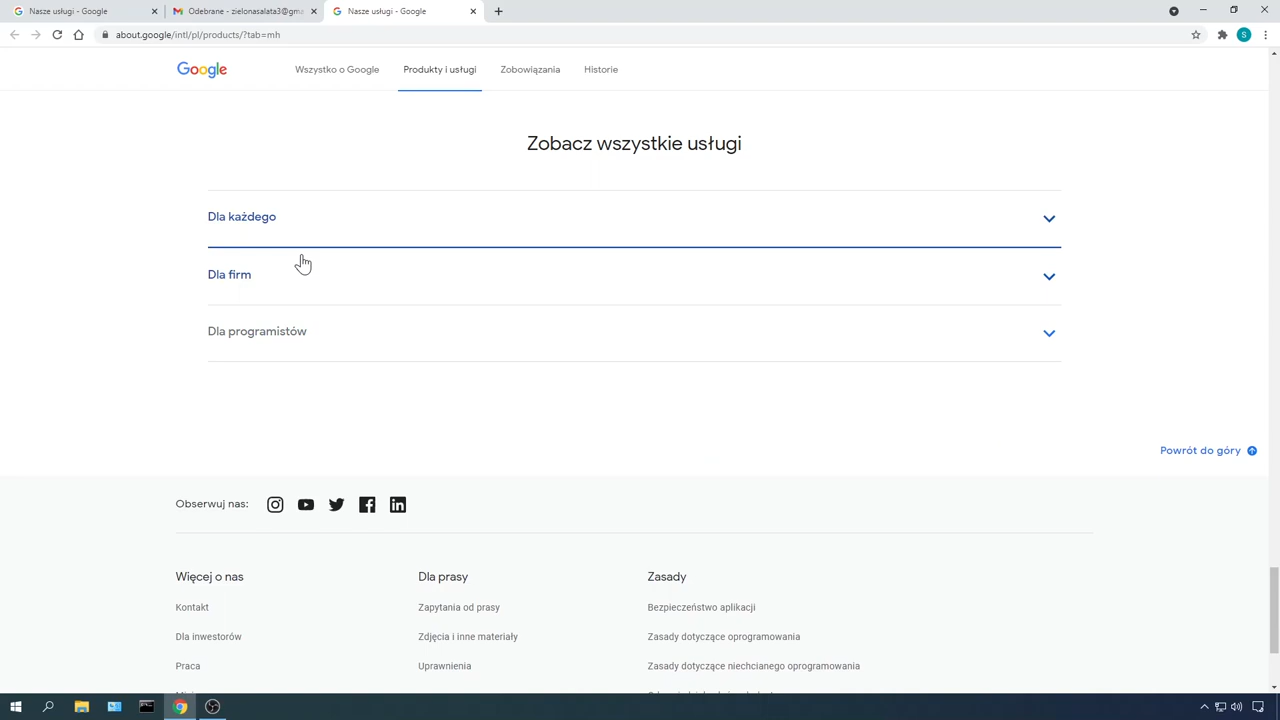 Nasze usługi - Google
Odebrane - zielonasalata3@gma
Nasze usługi - Google
about.google/intl/pl/products/?tab=mh
S
Google
Wszystko o Google
Produkty i usługi
Zobowiązania
Historie
Zobacz wszystkie usługi
Dla każdego
Dla firm
Dla programistów
Powrót do góry
Obserwuj nas:
Więcej o nas
Dla prasy
Zasady
Kontakt
Zapytania od prasy
Bezpieczeństwo aplikacji
Dla inwestorów
Zdjęcia i inne materiały
Zasady dotyczące oprogramowania
Praca
Uprawnienia
Zasady dotyczące niechcianego oprogramowania